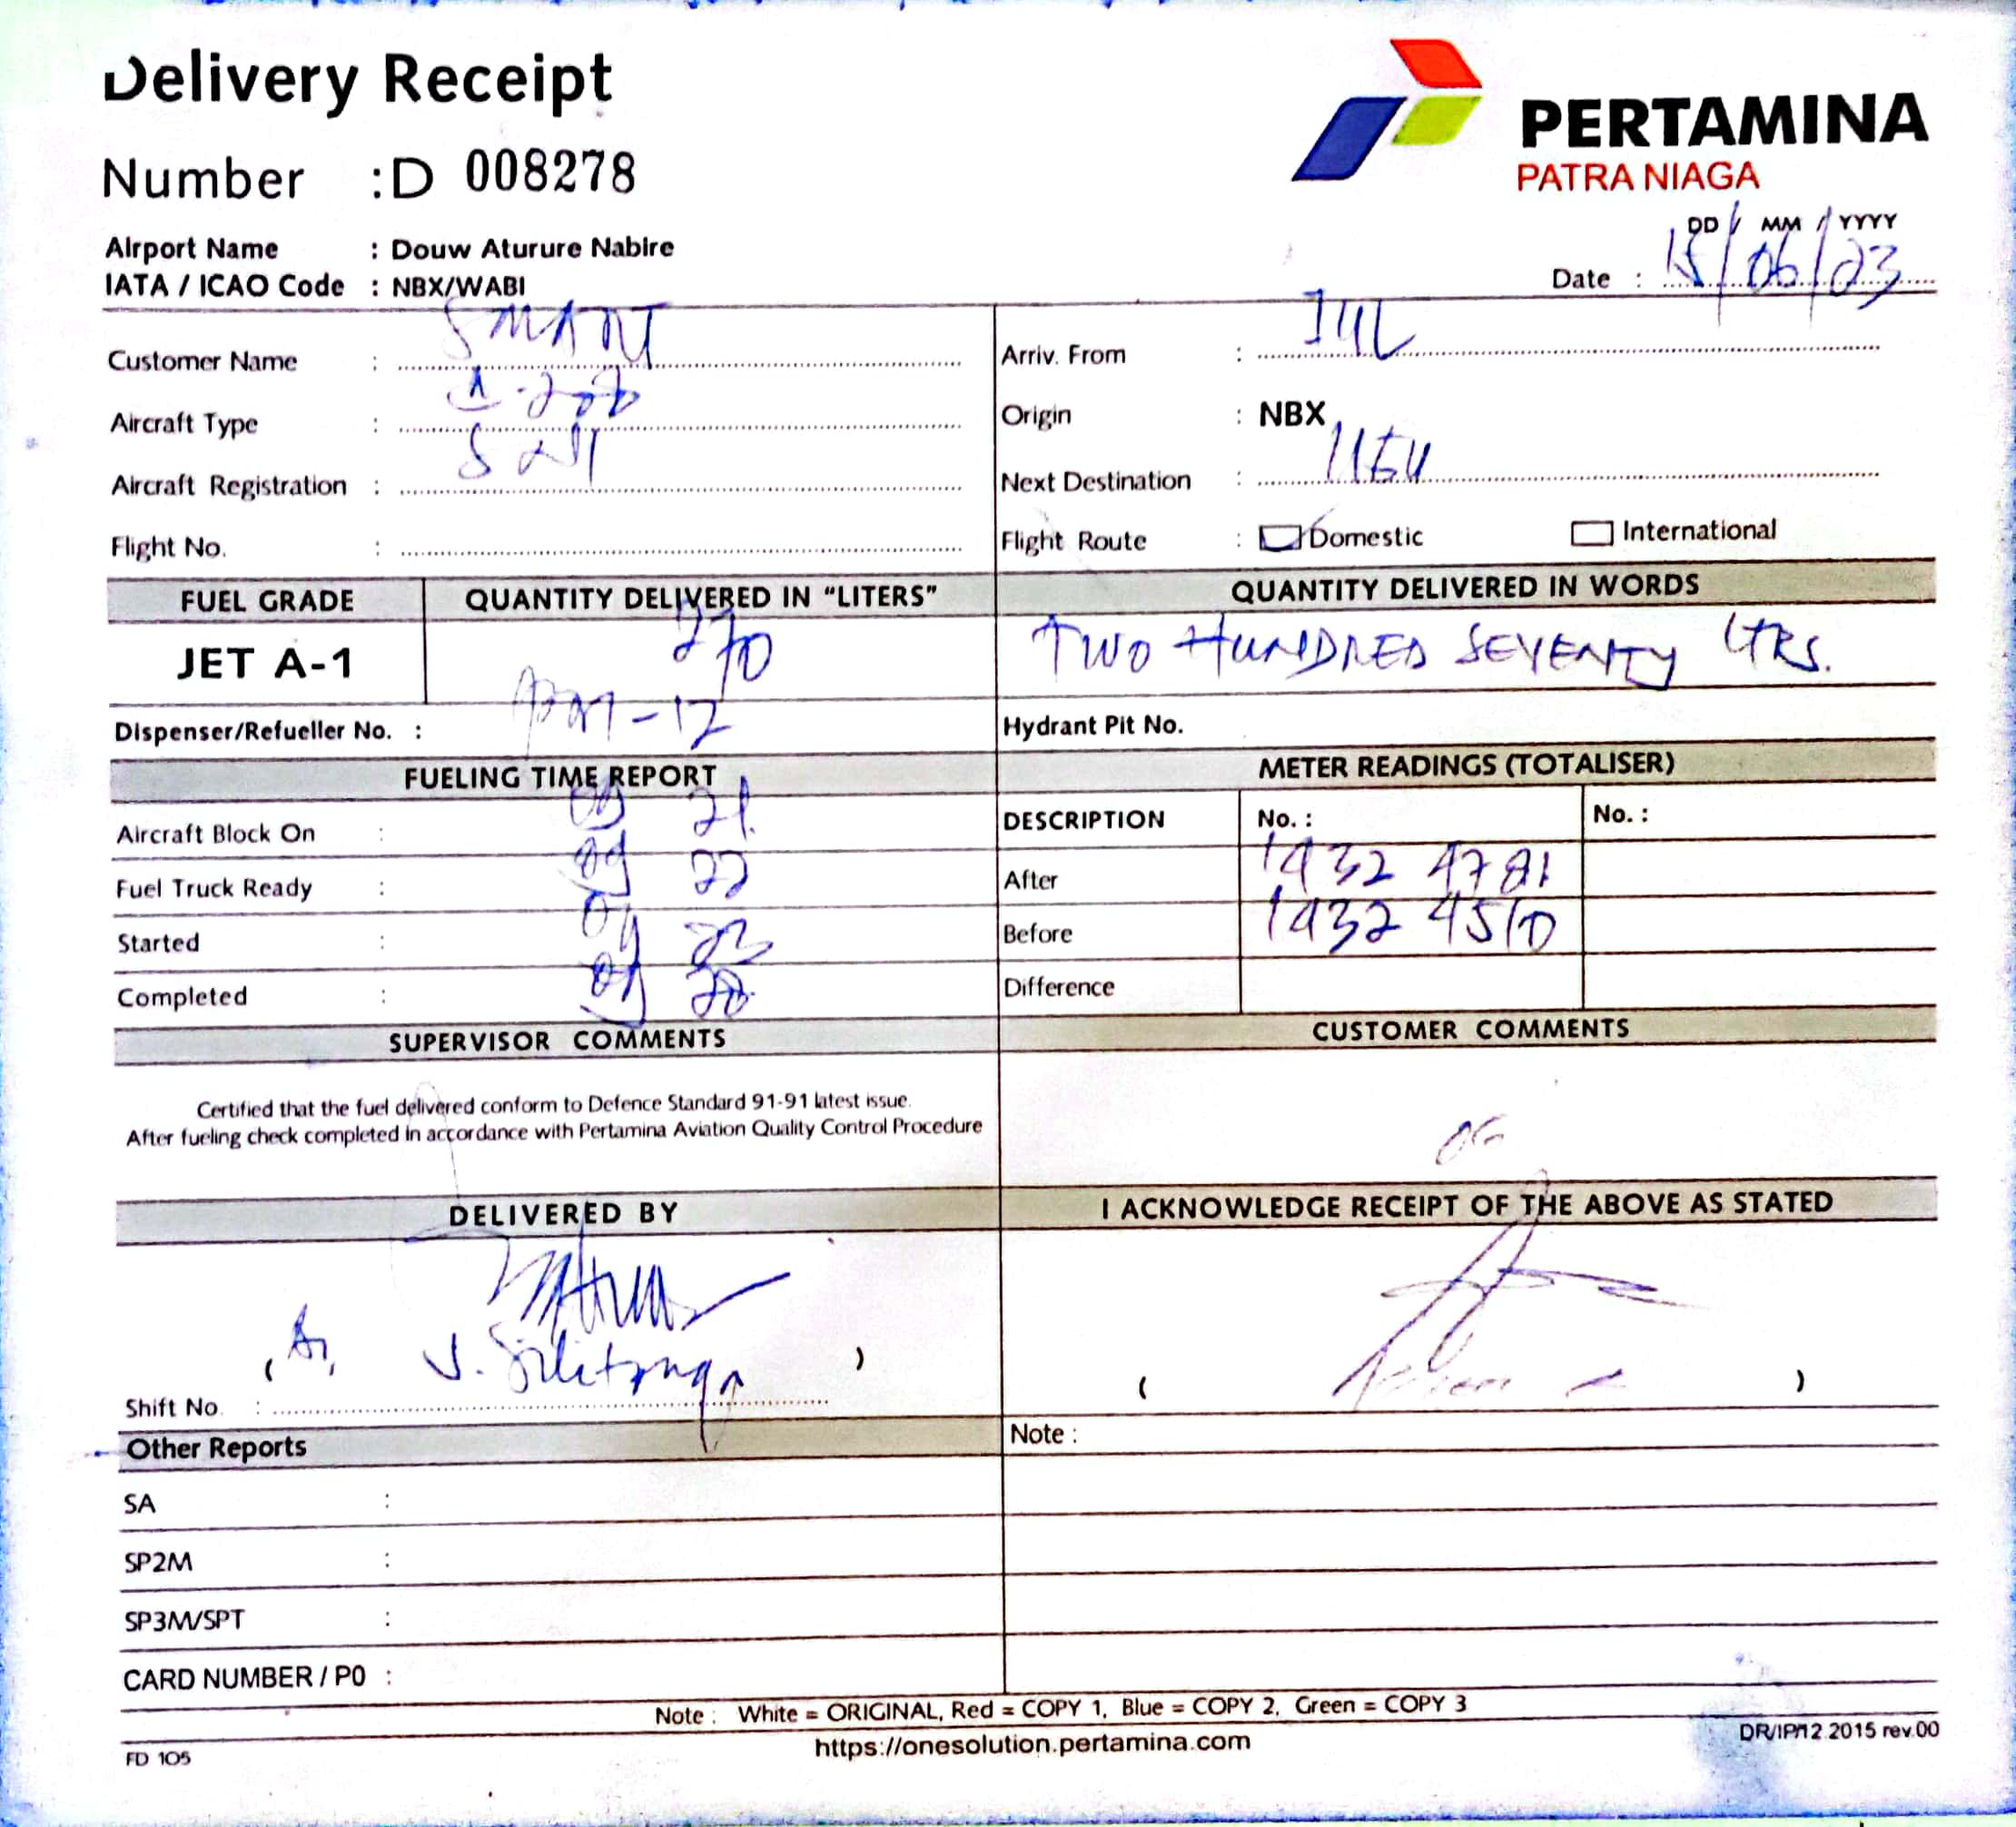 Delivery Receipt
PERTAMINA
PATRA NIAGA
Number : D 008278
DD / MM / YYYY
Airport Name : Douw Aturure Nabire
Date : 15/06/23
IATA / ICAO Code : NBX/WABI
Customer Name : SMART
Arriv. From :
Aircraft Type :
Origin : NBX
Aircraft Registration :
Next Destination :
Flight No. :
Flight Route : Domestic International
FUEL GRADE QUANTITY DELIVERED IN "LITERS" QUANTITY DELIVERED IN WORDS
JET A-1 270 TWO HUNDRED SEVENTY LTRS.
Dispenser/Refueller No. :
Hydrant Pit No.
FUELING TIME REPORT METER READINGS (TOTALISER)
Aircraft Block On : 09 21
DESCRIPTION No. : No. :
Fuel Truck Ready : 09 22
After 1432 4781
Started : 09 23
Before 1432 4510
Completed : 09
Difference
SUPERVISOR COMMENTS CUSTOMER COMMENTS
Certified that the fuel delivered conform to Defence Standard 91-91 latest issue.
After fueling check completed in accordance with Pertamina Aviation Quality Control Procedure
DELIVERED BY I ACKNOWLEDGE RECEIPT OF THE ABOVE AS STATED
( )
( )
Shift No. :
Other Reports Note :
SA :
SP2M :
SP3M/SPT :
CARD NUMBER / P0 :
Note : White = ORIGINAL, Red = COPY 1, Blue = COPY 2, Green = COPY 3
FD 105 https://onesolution.pertamina.com